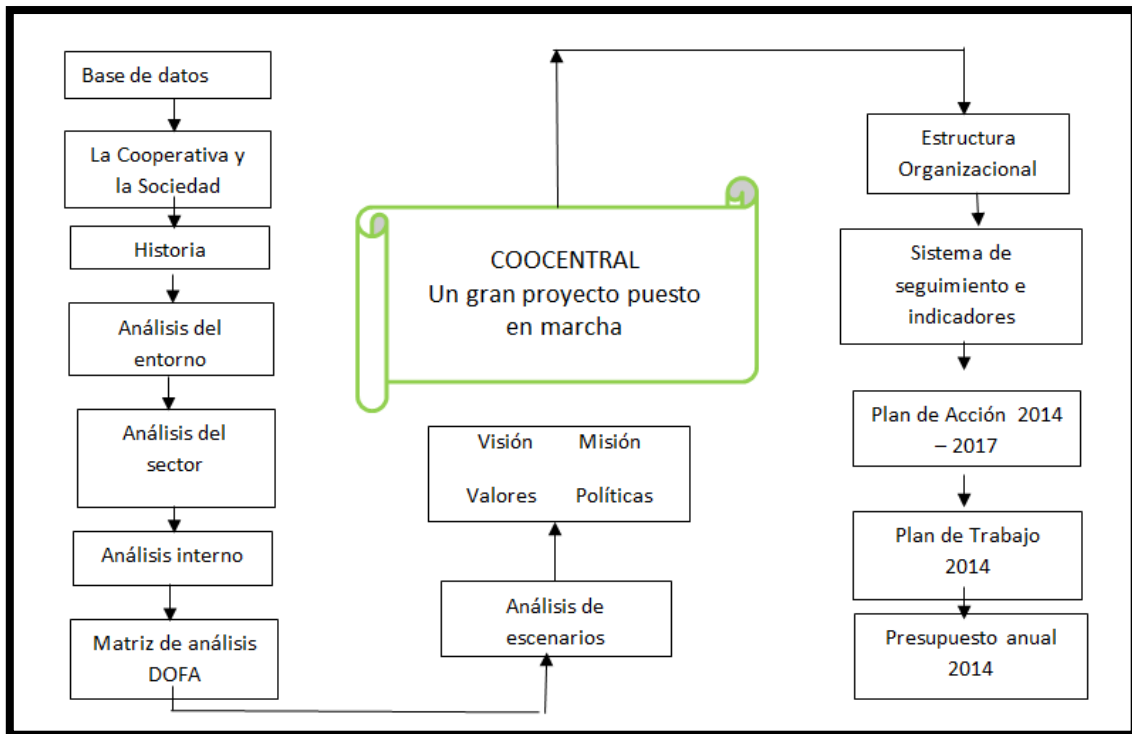 Base de datos
La Cooperativa y
la Sociedad
Historia
Análisis del
entorno
Análisis del
sector
Análisis interno
Matriz de análisis
DOFA
COOCENTRAL
Un gran proyecto puesto
en marcha
Visión Misión
Valores Políticas
Análisis de
escenarios
Estructura
Organizacional
Sistema de
seguimiento e
indicadores
Plan de Acción 2014
– 2017
Plan de Trabajo
2014
Presupuesto anual
2014